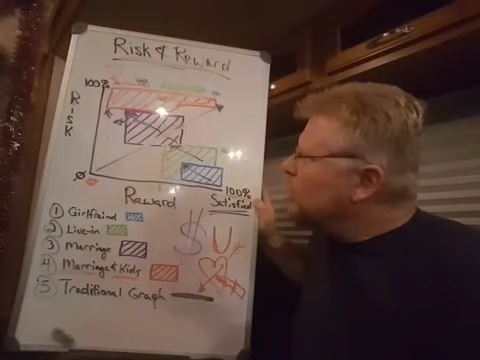 Risk & Reward
100%
RISK
Ø
100%
Reward
Satisfied
① Girlfriend
② Live-in
③ Marriage
④ Marriage & Kids
⑤ Traditional Graph
$
U